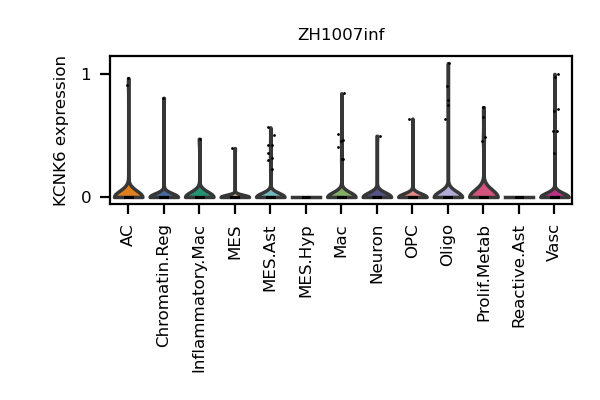 ZH1007inf
KCNK6 expression
1
0
AC
Chromatin.Reg
Inflammatory.Mac
MES
MES.Ast
MES.Hyp
Mac
Neuron
OPC
Oligo
Prolif.Metab
Reactive.Ast
Vasc